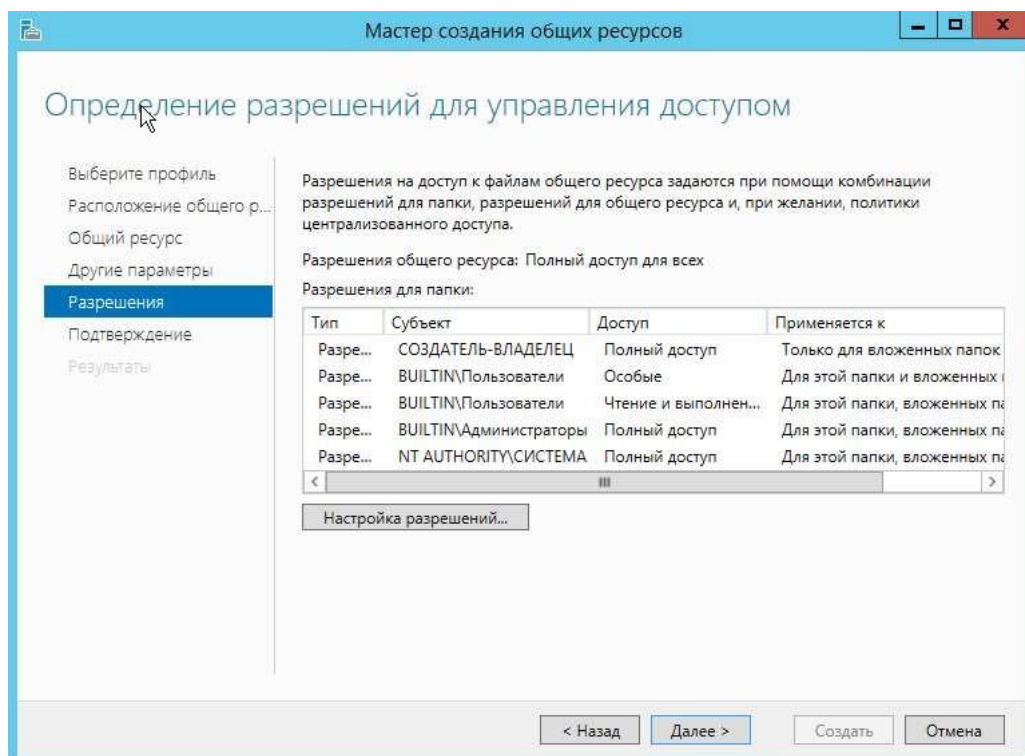 Мастер создания общих ресурсов
Определение разрешений для управления доступом
Выберите профиль
Расположение общего р...
Общий ресурс
Другие параметры
Разрешения
Подтверждение
Результаты
Разрешения на доступ к файлам общего ресурса задаются при помощи комбинации
разрешений для папки, разрешений для общего ресурса и, при желании, политики
централизованного доступа.
Разрешения общего ресурса: Полный доступ для всех
Разрешения для папки:
Тип Субъект Доступ Применяется к
Разре... СОЗДАТЕЛЬ-ВЛАДЕЛЕЦ Полный доступ Только для вложенных папок
Разре... BUILTIN\Пользователи Особые Для этой папки и вложенных
Разре... BUILTIN\Пользователи Чтение и выполнен... Для этой папки, вложенных
Разре... BUILTIN\Администраторы Полный доступ Для этой папки, вложенных
Разре... NT AUTHORITY\СИСТЕМА Полный доступ Для этой папки, вложенных
Настройка разрешений...
< Назад Далее > Создать Отмена